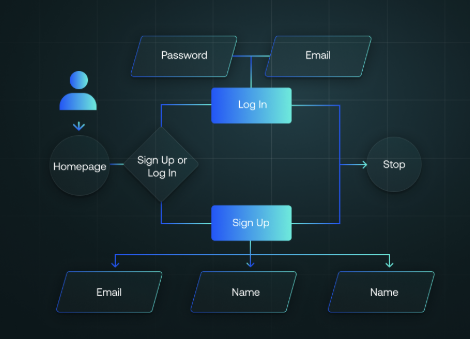 Password
Email
Log In
Homepage
Sign Up or
Log In
Stop
Sign Up
Email
Name
Name